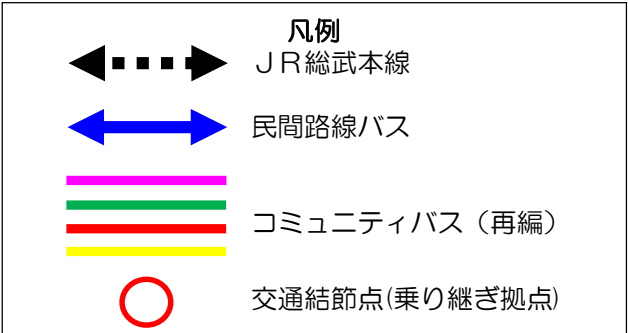 凡例
ＪＲ総武本線
民間路線バス
コミュニティバス（再編）
交通結節点(乗り継ぎ拠点)